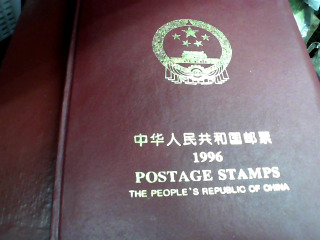 中华人民共和国邮票
1996
POSTAGE STAMPS
THE PEOPLE'S REPUBLIC OF CHINA